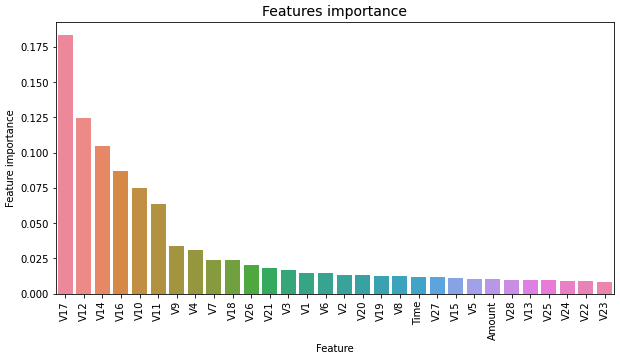 Features importance
Feature importance
0.175
0.150
0.125
0.100
0.075
0.050
0.025
0.000
V17 V12 V14 V16 V10 V11 V9 V4 V7 V18 V26 V21 V3 V1 V6 V2 V20 V19 V8 Time V27 V15 V5 Amount V28 V13 V25 V24 V22 V23
Feature